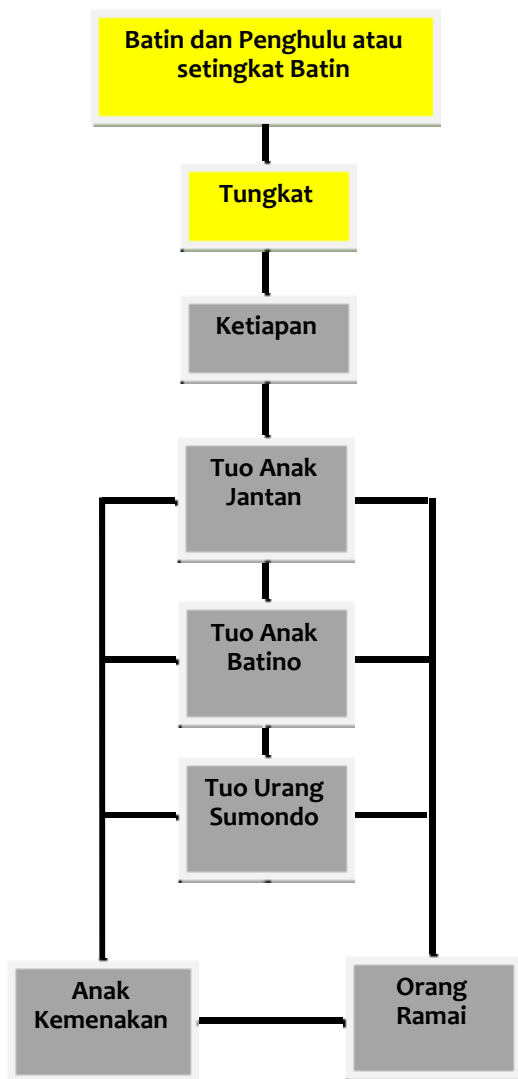 Batin dan Penghulu atau
setingkat Batin
Tungkat
Ketiapan
Tuo Anak
Jantan
Tuo Anak
Batino
Tuo Urang
Sumondo
Anak
Kemenakan
Orang
Ramai